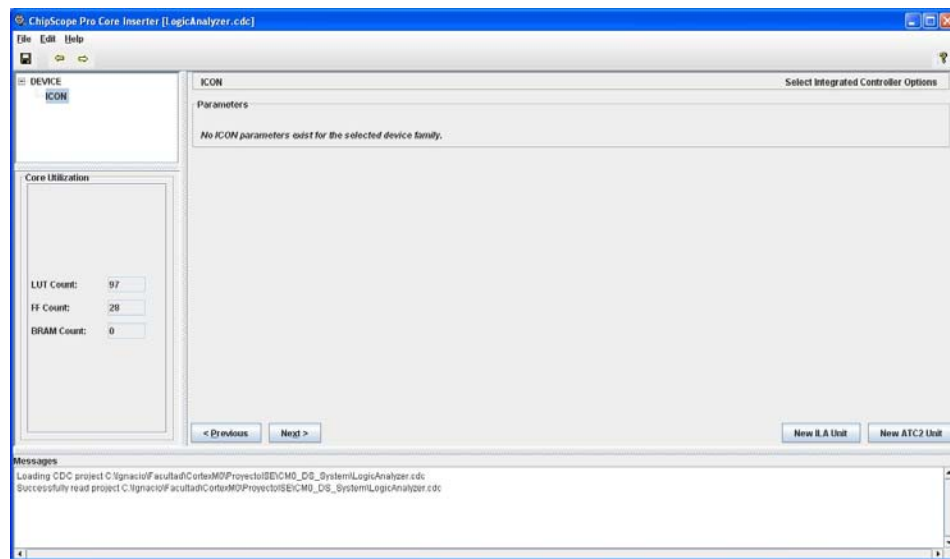 ChipScope Pro Core Inserter [LogicAnalyzer.cdc]
File Edit Help
DEVICE
ICON
ICON Select Integrated Controller Options
Parameters
No ICON parameters exist for the selected device family.
Core Utilization
LUT Count: 97
FF Count: 28
BRAM Count: 0
< Previous Next > New ILA Unit New ATC2 Unit
Messages
Loading CDC project C:\Ignacio\Facultad\CortexM0\ProyectoISE\CM0_DS_System\LogicAnalyzer.cdc
Successfully read project C:\Ignacio\Facultad\CortexM0\ProyectoISE\CM0_DS_System\LogicAnalyzer.cdc